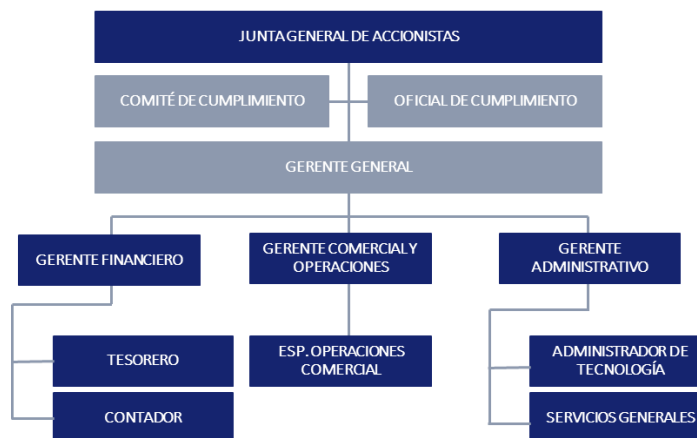 JUNTA GENERAL DE ACCIONISTAS
COMITÉ DE CUMPLIMIENTO
OFICIAL DE CUMPLIMIENTO
GERENTE GENERAL
GERENTE FINANCIERO
GERENTE COMERCIAL Y
OPERACIONES
GERENTE
ADMINISTRATIVO
TESORERO
ESP. OPERACIONES
COMERCIAL
ADMINISTRADOR DE
TECNOLOGÍA
CONTADOR
SERVICIOS GENERALES